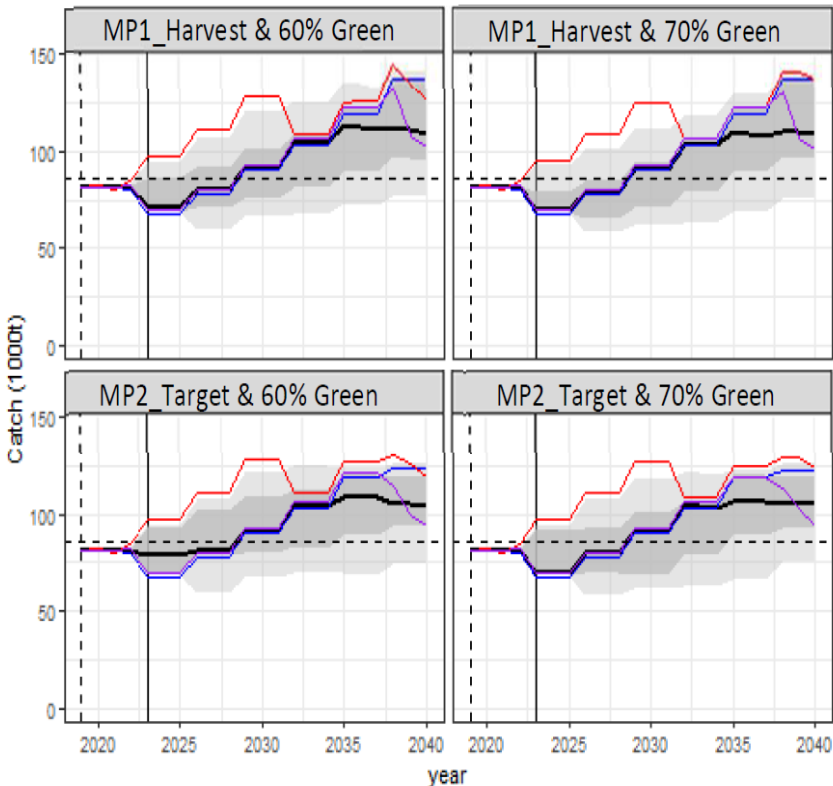 MP1_Harvest & 60% Green
MP1_Harvest & 70% Green
150
100
50
0
MP2_Target & 60% Green
MP2_Target & 70% Green
150
100
50
0
Catch (1000t)
2020 2025 2030 2035 2040
2020 2025 2030 2035 2040
year